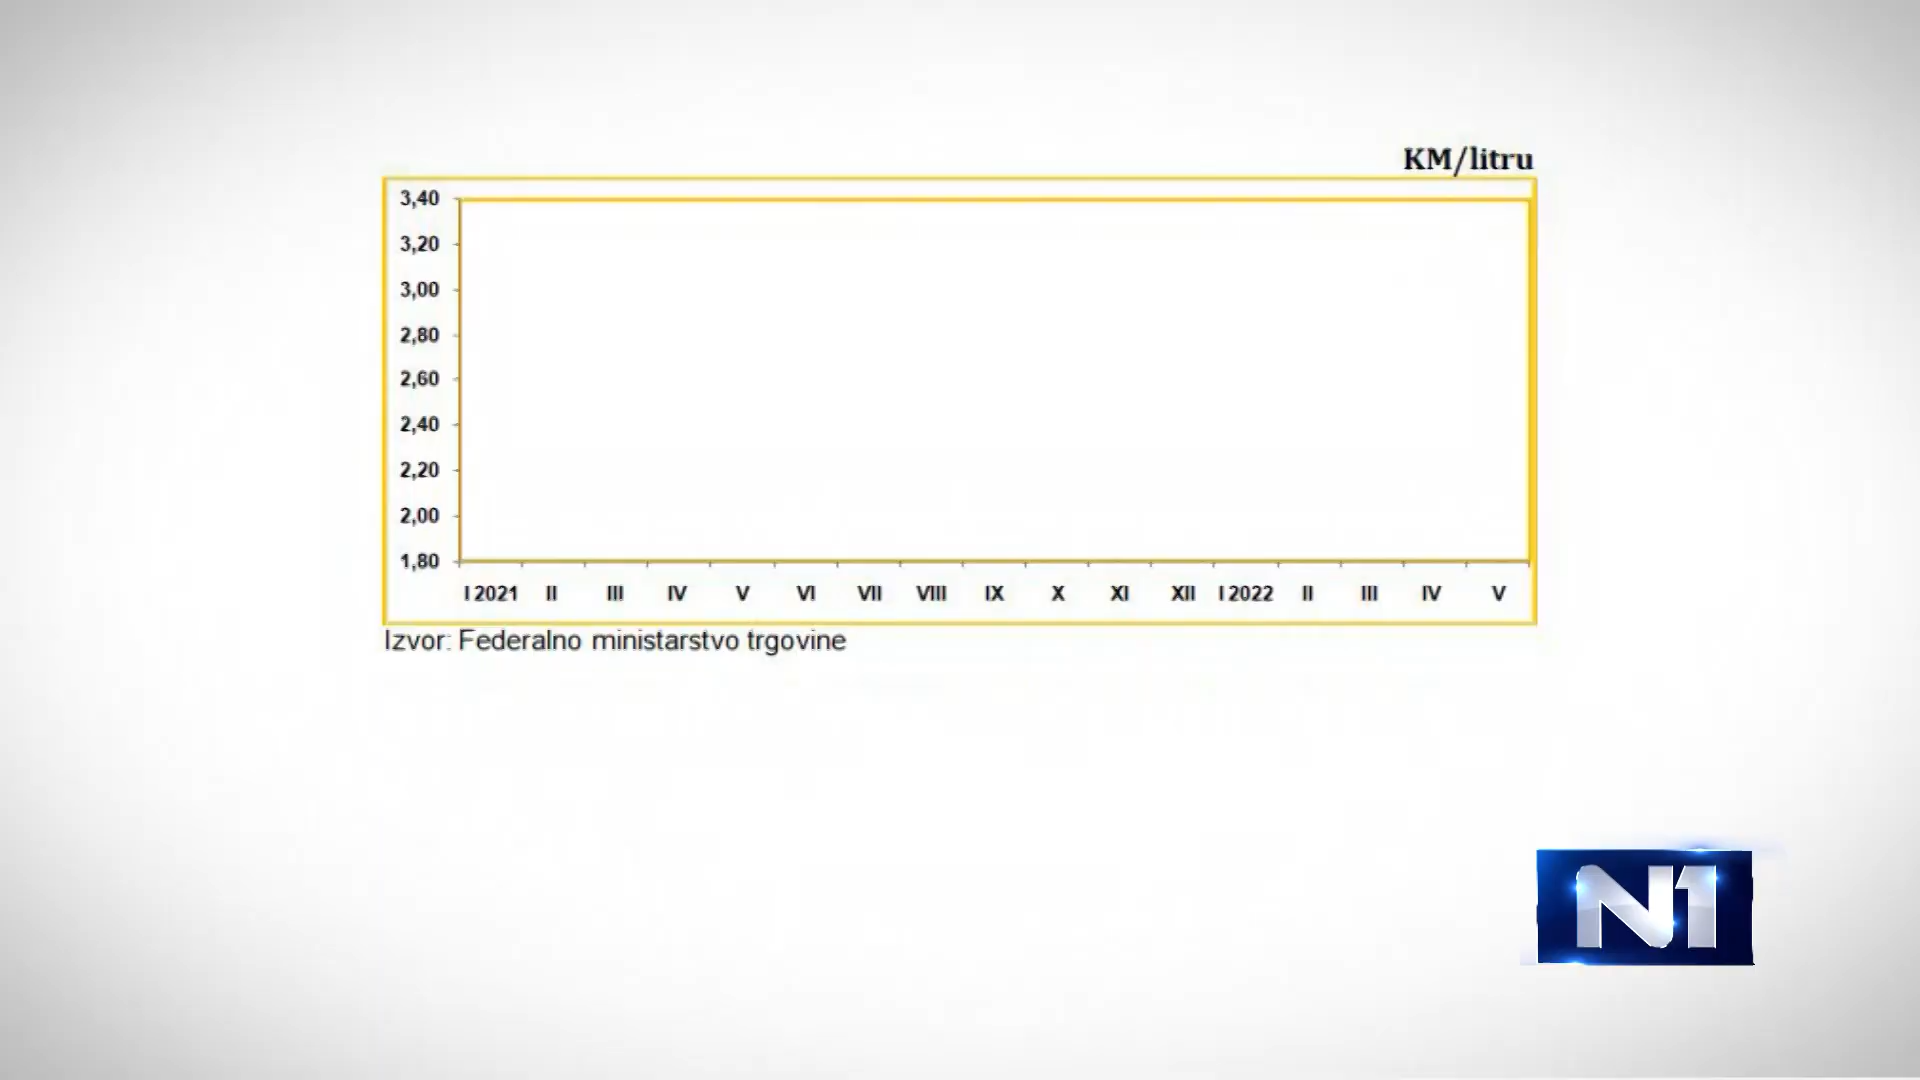 KM/litru
3,40
3,20
3,00
2,80
2,60
2,40
2,20
2,00
1,80
I 2021 II III IV V VI VII VIII IX X XI XII I 2022 II III IV V
Izvor: Federalno ministarstvo trgovine
N1